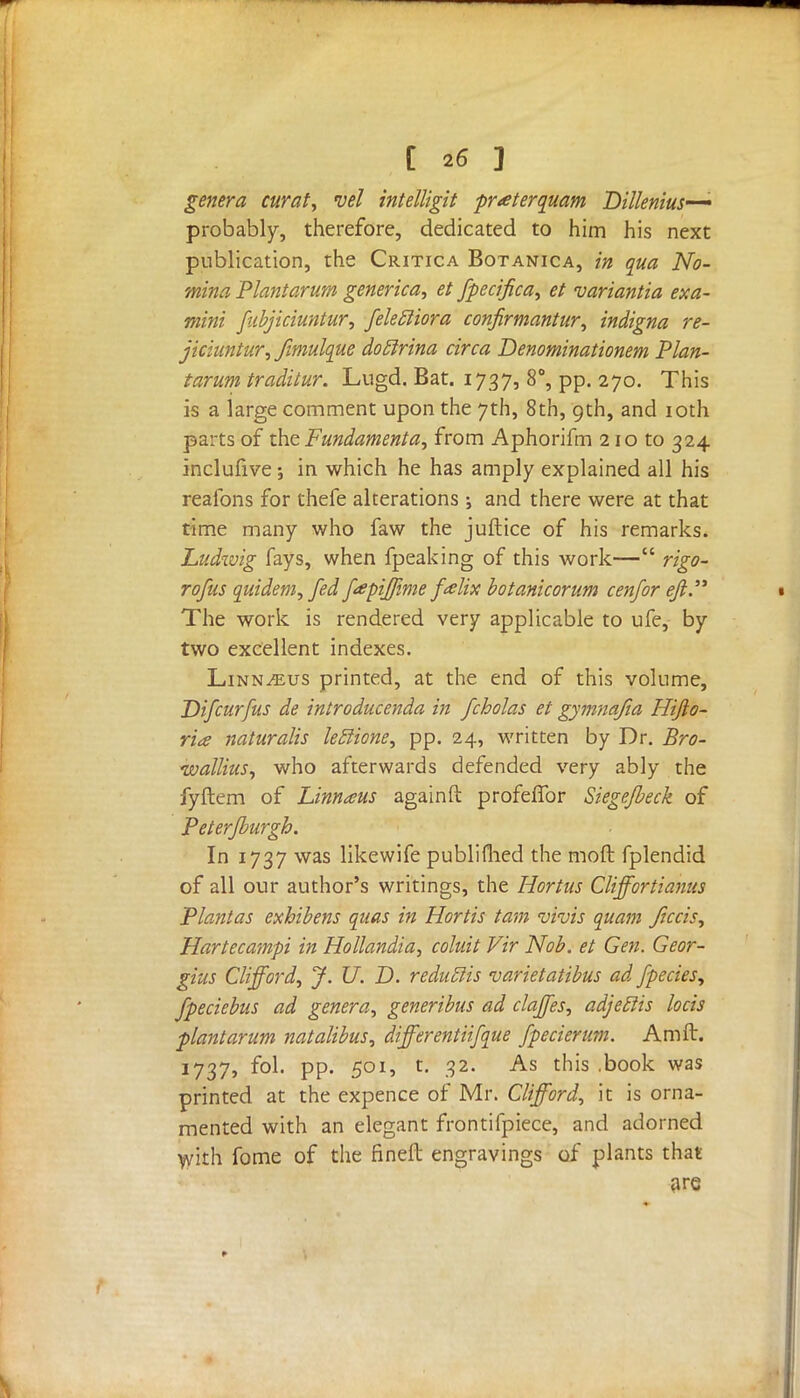 [ 26 ]
genera curat, vel intelligit præterquam Dillenius—
probably, therefore, dedicated to him his next
publication, the CRITICA BOTANICA, in qua No-
mina Plantarum generica, et ſpecifica, et variantia exa-
mini ſubjiciuntur, ſelectiora confirmantur, indigna re-
jiciuntur, ſimulque doctrina circa Denominationem Plan-
tarum traditur. Lugd. Bat. 1737, 8°, pp. 270. This
is a large comment upon the 7th, 8th, 9th, and 10th
parts of the Fundamenta, from Aphoriſm 210 to 324
incluſive; in which he has amply explained all his
reaſons for theſe alterations; and there were at that
time many who ſaw the juſtice of his remarks.
Ludwig ſays, when ſpeaking of this work—“ rigo-
roſus quidem, ſed ſæpiſſime fælix botanicorum cenſor eſt.”
The work is rendered very applicable to uſe, by
two excellent indexes.
LINNÆUS printed, at the end of this volume,
Diſcurſus de introducenda in ſcholas et gymnaſia Hiſto-
riæ naturalis lectione, pp. 24, written by Dr. Bro-
wallius, who afterwards defended very ably the
ſyſtem of Linnæus againſt profeſſor Siegeſbeck of
Peterſburgh.
In 1737 was likewiſe publiſhed the moſt ſplendid
of all our author’s writings, the Hortus Cliffortianus
Plantas exhibens quas in Hortis tam vivis quam ſiccis,
Hartecampi in Hollandia, coluit Vir Nob. et Gen. Geor-
gius Clifford, J. U. D. reductis varietatibus ad ſpecies,
ſpeciebus ad genera, generibus ad claſſes, adjectis locis
plantarum natalibus, differentiiſque ſpecierum. Amſt.
1737, fol. pp. 501, t. 32. As this .book was
printed at the expence of Mr. Clifford, it is orna-
mented with an elegant frontiſpiece, and adorned
with ſome of the fineſt engravings of plants that
are